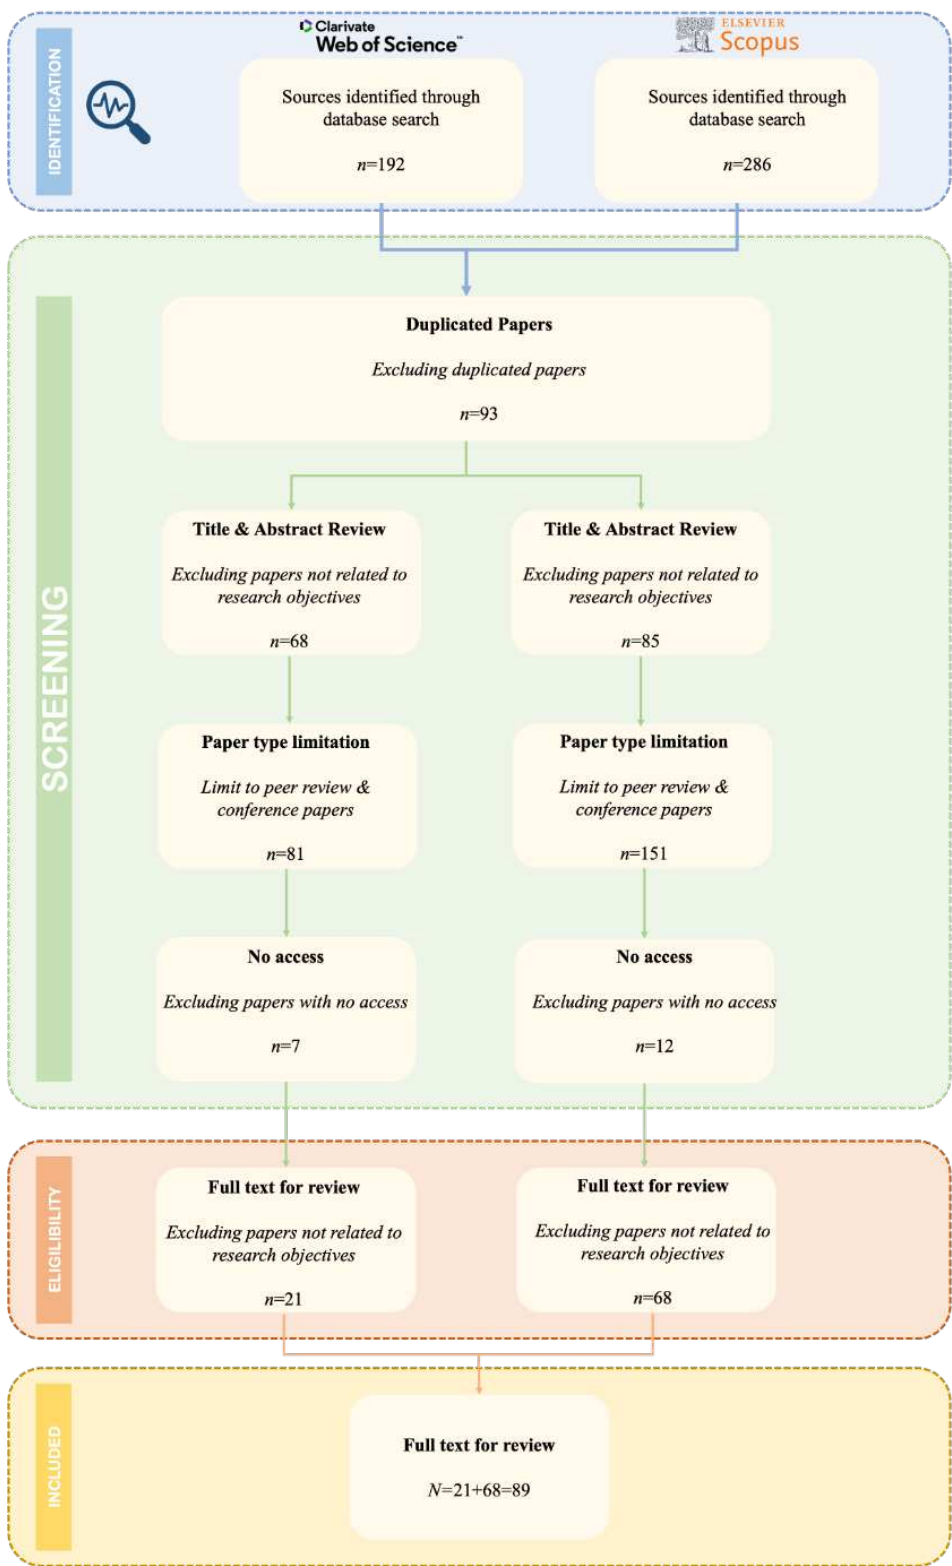 IDENTIFICATION
Clarivate
Web of Science™
ELSEVIER
Scopus
Sources identified through
database search
n=192
Sources identified through
database search
n=286
SCREENING
Duplicated Papers
Excluding duplicated papers
n=93
Title & Abstract Review
Excluding papers not related to
research objectives
n=68
Title & Abstract Review
Excluding papers not related to
research objectives
n=85
Paper type limitation
Limit to peer review &
conference papers
n=81
Paper type limitation
Limit to peer review &
conference papers
n=151
No access
Excluding papers with no access
n=7
No access
Excluding papers with no access
n=12
ELIGILIBILITY
Full text for review
Excluding papers not related to
research objectives
n=21
Full text for review
Excluding papers not related to
research objectives
n=68
INCLUDED
Full text for review
N=21+68=89